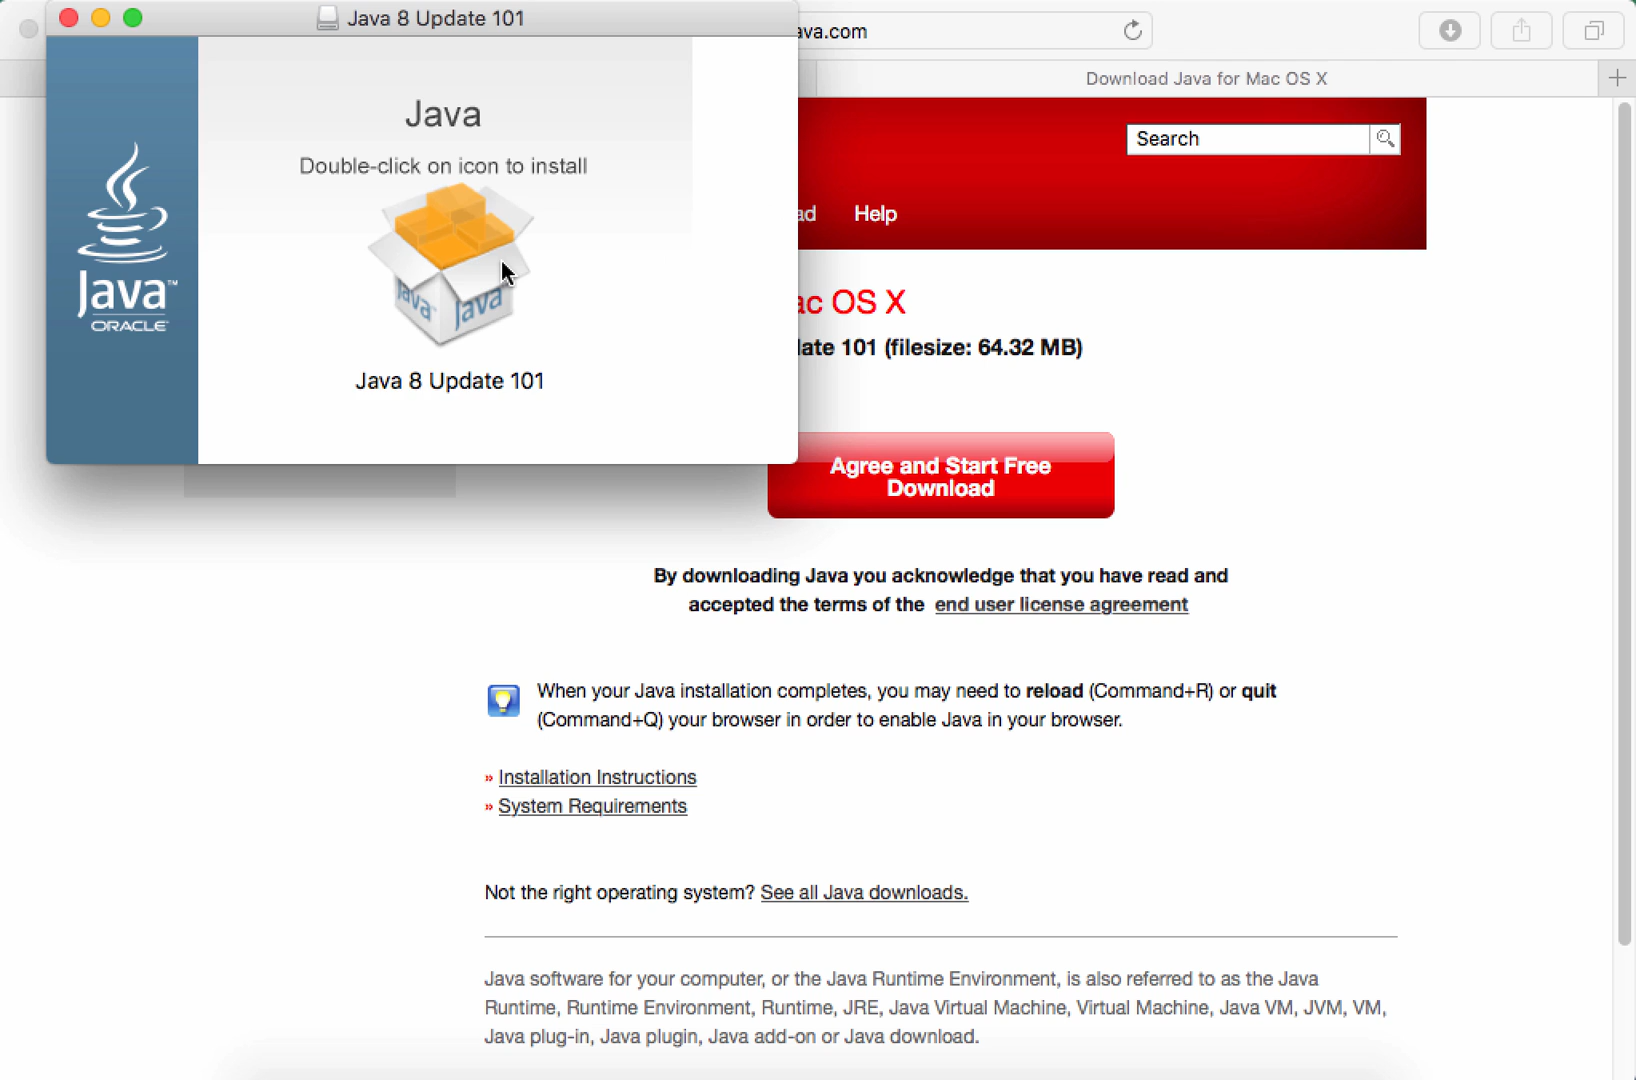 Java 8 Update 101
Java
Double-click on icon to install
Java™
ORACLE
Java™
Java
Java 8 Update 101
ava.com
Download Java for Mac OS X
Search
ad
Help
ac OS X
late 101 (filesize: 64.32 MB)
Agree and Start Free
Download
By downloading Java you acknowledge that you have read and
accepted the terms of the end user license agreement
When your Java installation completes, you may need to reload (Command+R) or quit
(Command+Q) your browser in order to enable Java in your browser.
» Installation Instructions
» System Requirements
Not the right operating system? See all Java downloads.
Java software for your computer, or the Java Runtime Environment, is also referred to as the Java
Runtime, Runtime Environment, Runtime, JRE, Java Virtual Machine, Virtual Machine, Java VM, JVM, VM,
Java plug-in, Java plugin, Java add-on or Java download.